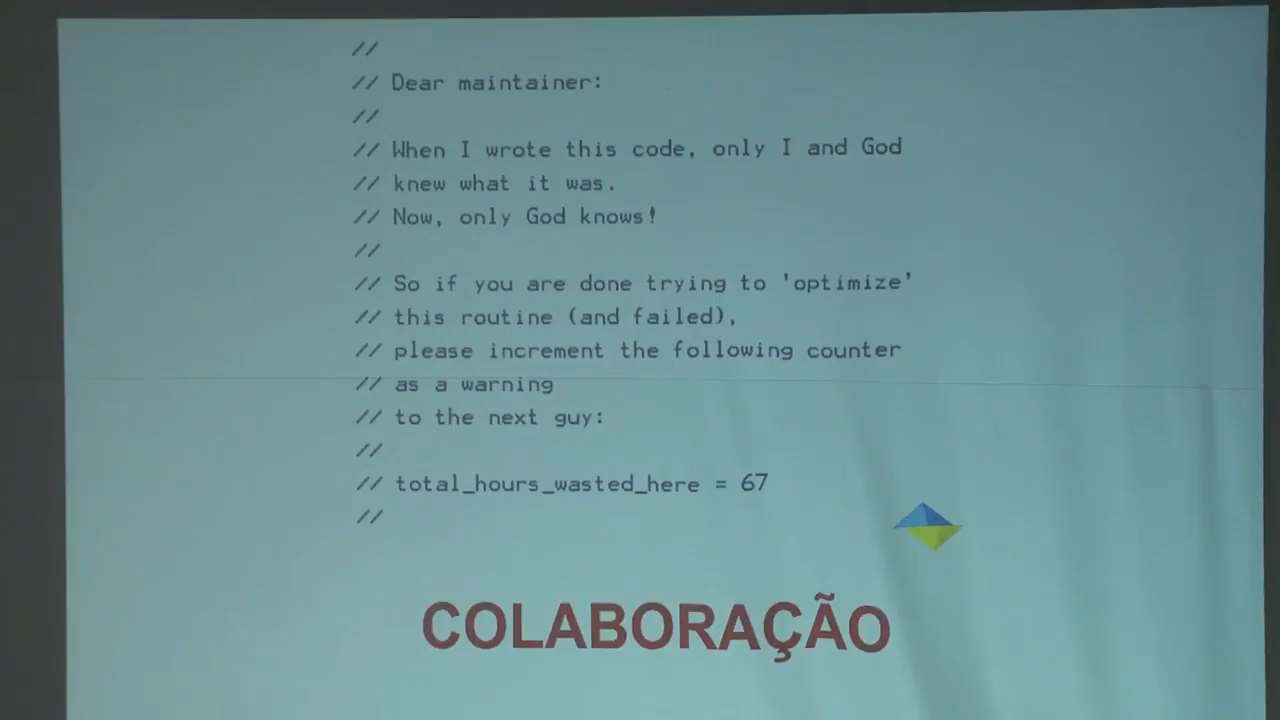 //
// Dear maintainer:
//
// When I wrote this code, only I and God
// knew what it was.
// Now, only God knows!
//
// So if you are done trying to 'optimize'
// this routine (and failed),
// please increment the following counter
// as a warning
// to the next guy:
//
// total_hours_wasted_here = 67
//
COLABORAÇÃO